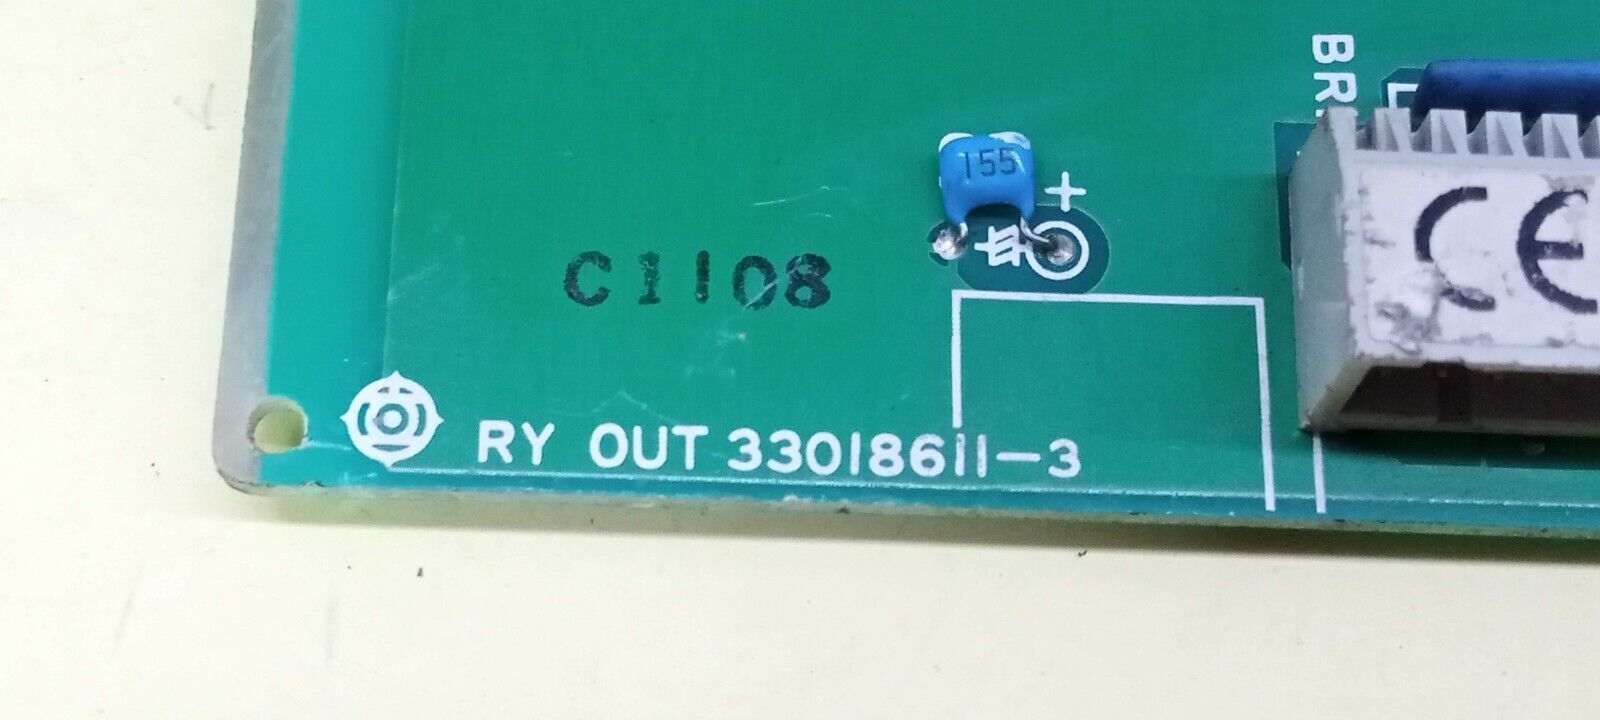 BR
L
155
+
CE
C1108
RY OUT 33018611-3